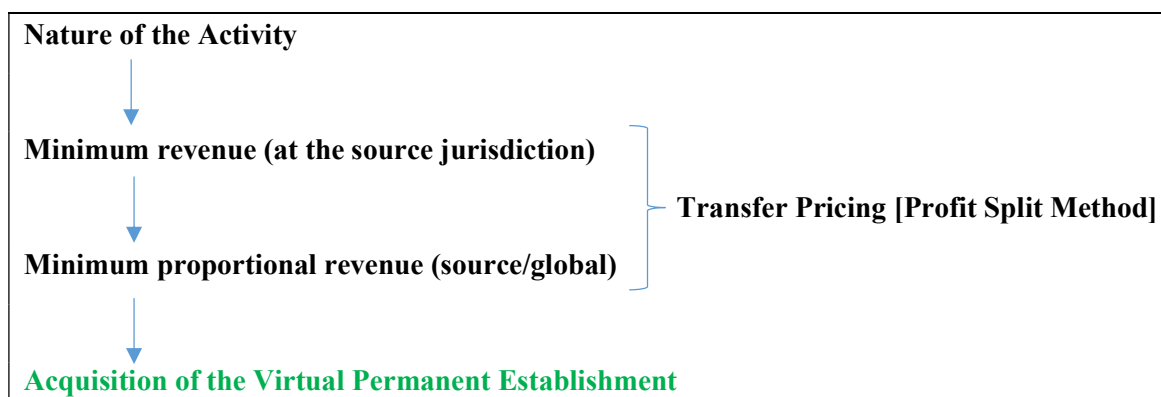 Nature of the Activity
Minimum revenue (at the source jurisdiction)
Transfer Pricing [Profit Split Method]
Minimum proportional revenue (source/global)
Acquisition of the Virtual Permanent Establishment